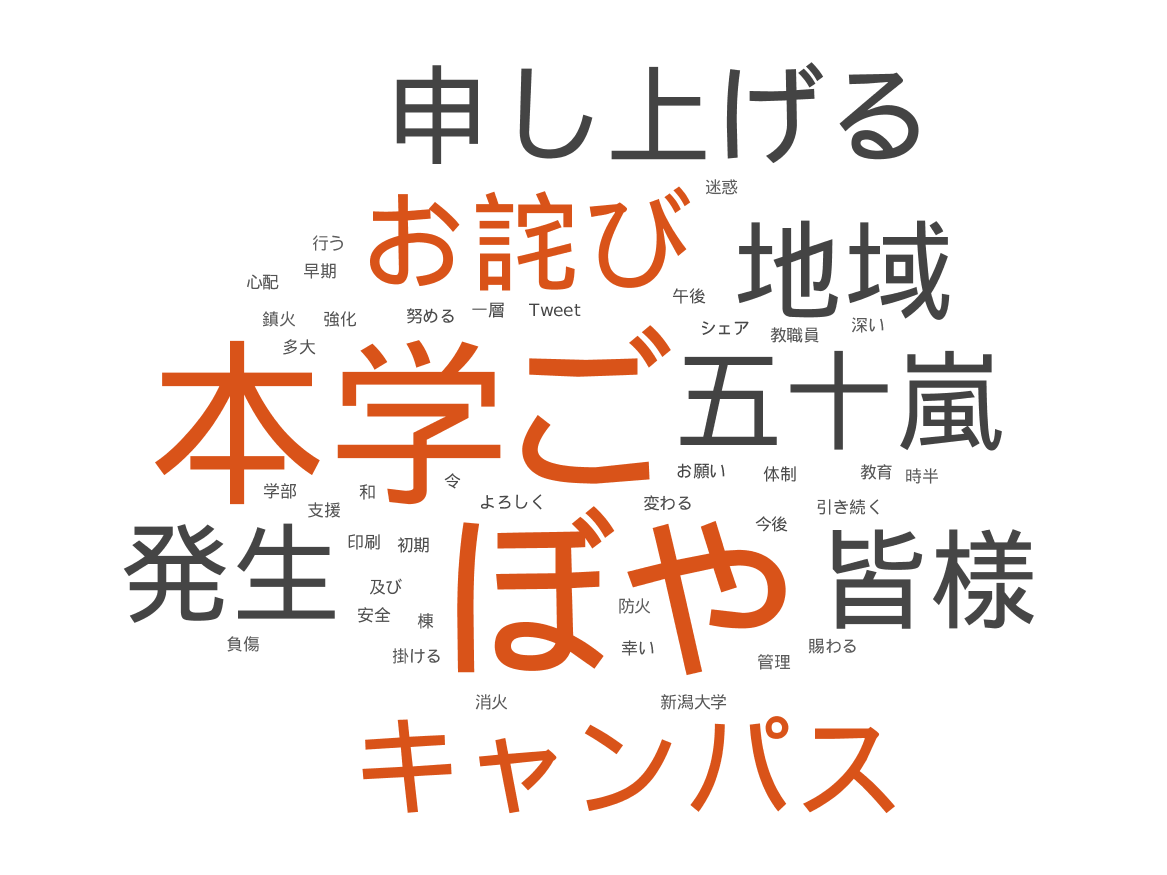 申し上げる
迷惑
お詫び
地域
行う
早期
心配
午後
鎮火
強化
努める
一層
Tweet
シェア
教職員
深い
多大
本学
ご
五十嵐
お願い
体制
教育
時半
学部
和
令
支援
よろしく
変わる
引き続く
今後
発生
印刷
初期
ぼや
皆様
及び
安全
棟
防火
負傷
掛ける
幸い
管理
賜わる
消火
新潟大学
キャンパス